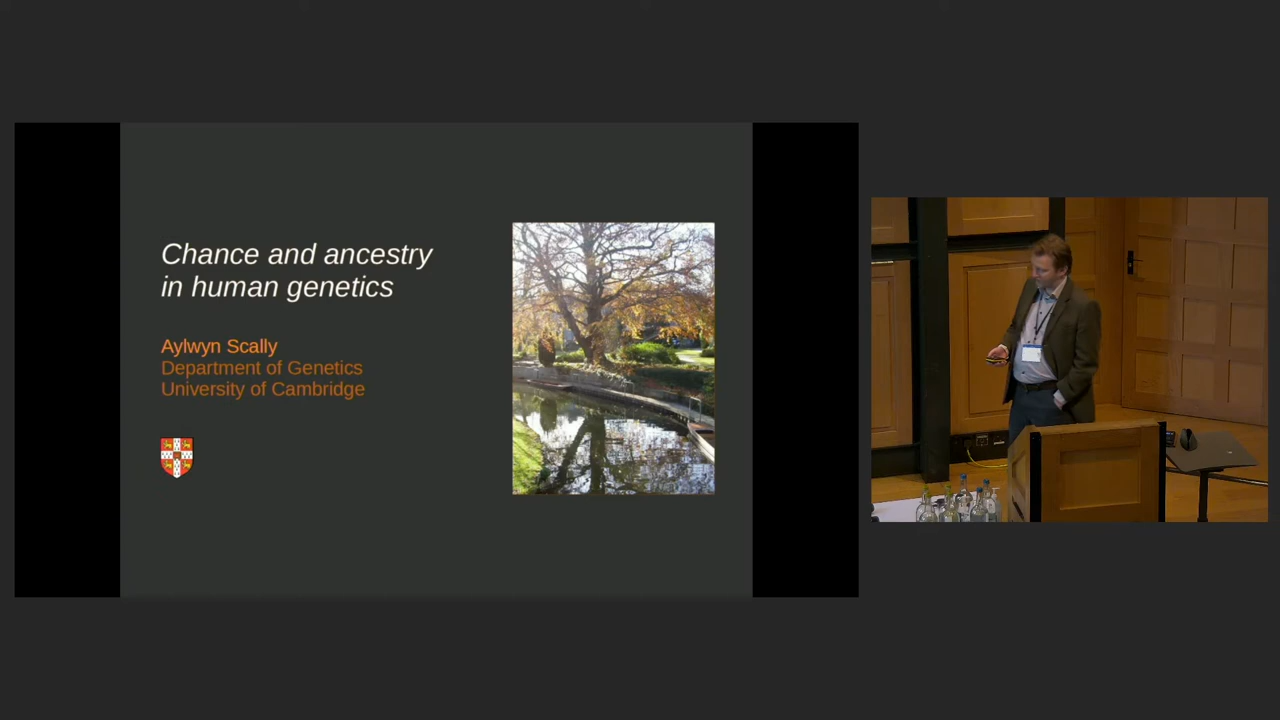 Chance and ancestry
in human genetics
Aylwyn Scally
Department of Genetics
University of Cambridge